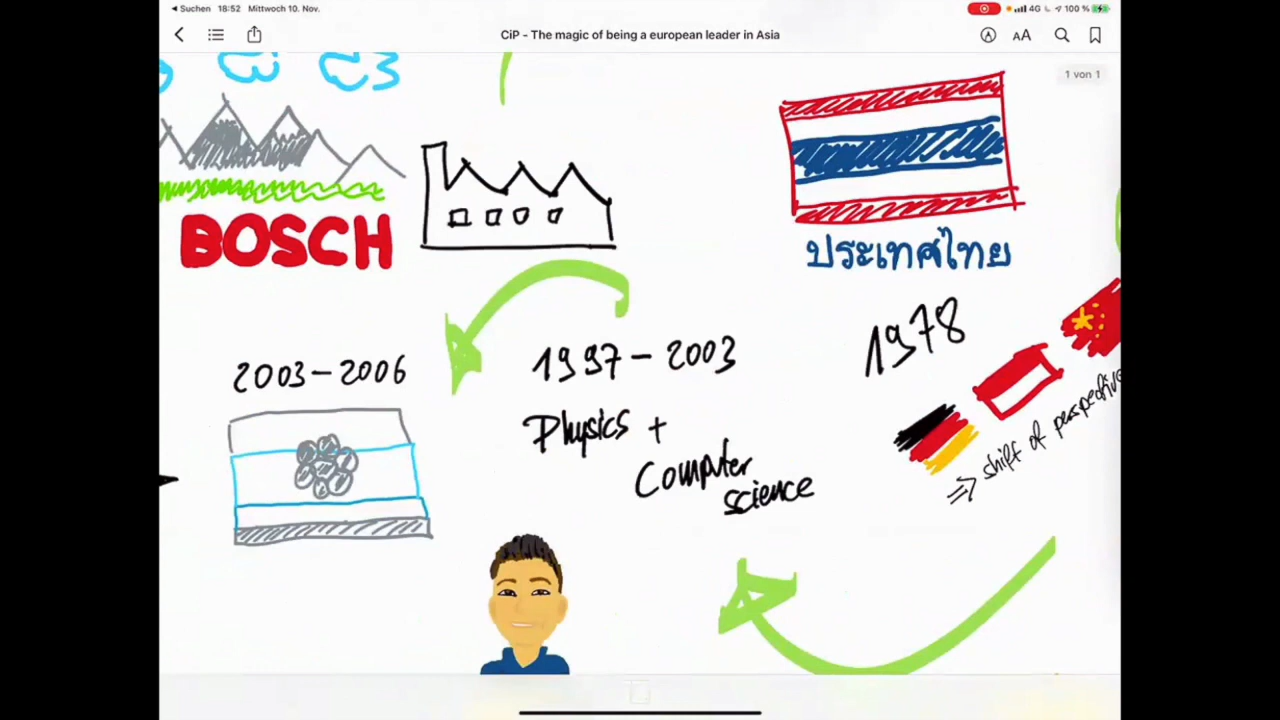 Suchen 18:52 Mittwoch 10. Nov.
4G 100 %
CiP - The magic of being a european leader in Asia
AA
1 von 1
BOSCH
ประเทศไทย
1978
2003-2006
1997-2003
Physics +
Computer
science
=> shift of perspective